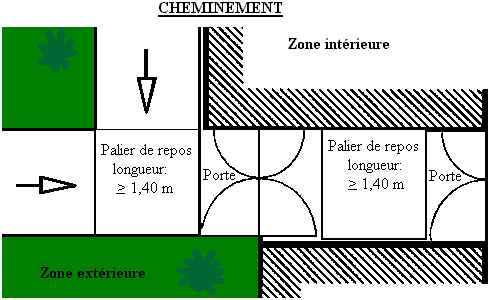 CHEMINEMENT
Zone intérieure
Palier de repos
longueur:
≥ 1,40 m
Porte
Palier de repos
longueur:
≥ 1,40 m
Porte
Zone extérieure